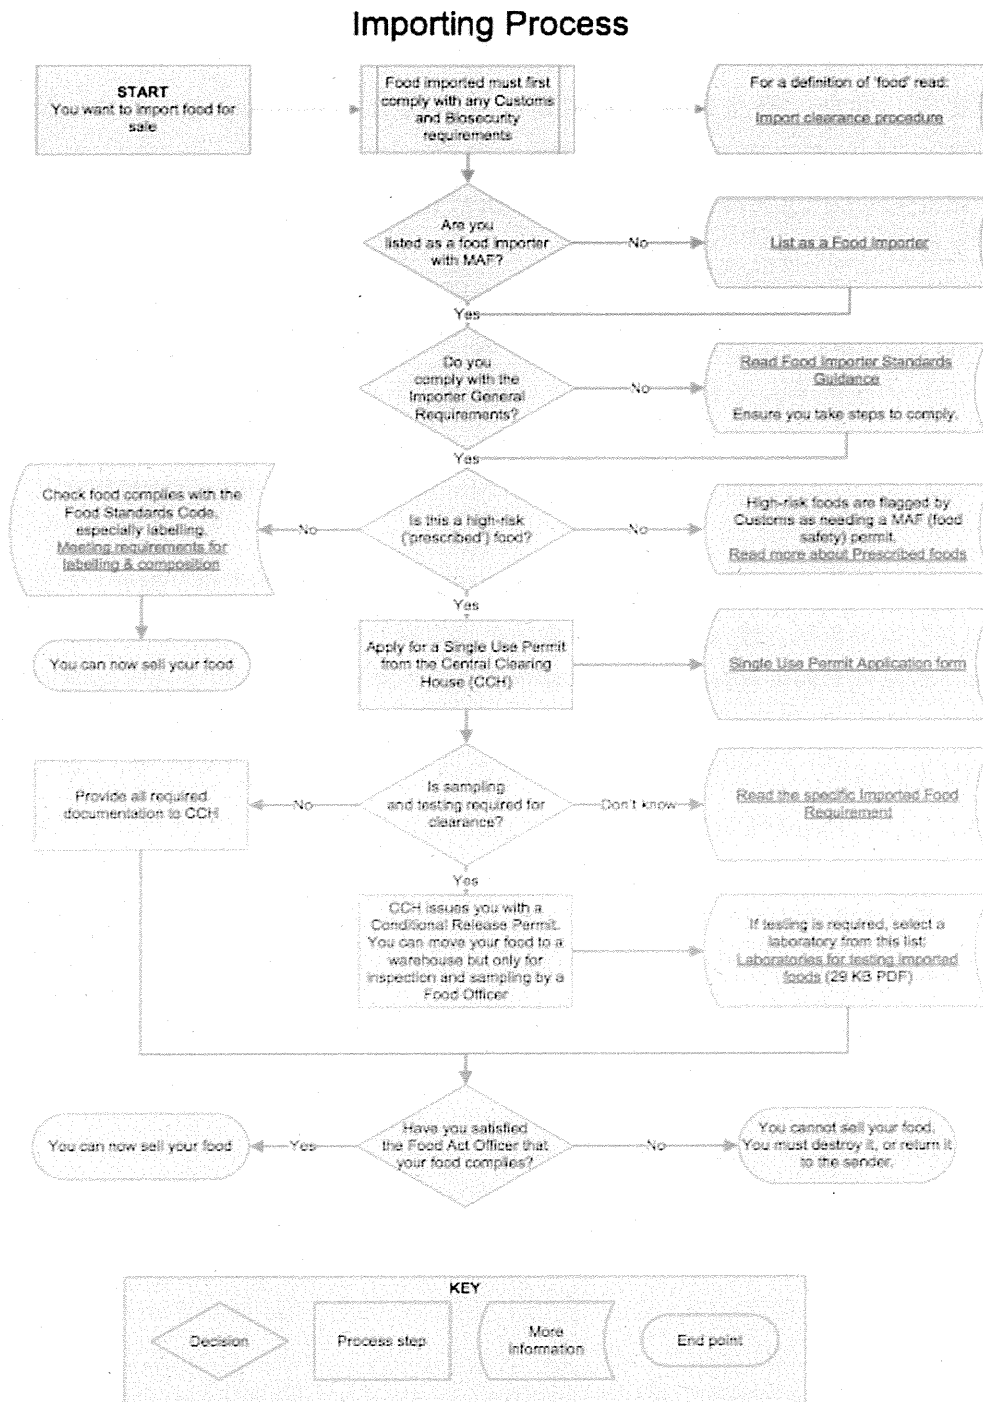 Importing Process
START
You want to import food for
sale
Food imported must first
comply with any Customs
and Biosecurity
requirements
For a definition of 'food' read:
Import clearance procedure
Are you
listed as a food importer
with MAF?
No
List as a Food Importer
Yes
Do you
comply with the
Importer General
Requirements?
No
Read Food Importer Standards
Guidance
Ensure you take steps to comply.
Yes
Check food complies with the
Food Standards Code,
especially labelling.
Meeting requirements for
labelling & composition
No
Is this a high-risk
('prescribed') food?
No
High-risk foods are flagged by
Customs as needing a MAF (food
safety) permit.
Read more about Prescribed foods
Yes
You can now sell your food
Apply for a Single Use Permit
from the Central Clearing
House (CCH)
Single Use Permit Application form
Provide all required
documentation to CCH
No
Is sampling
and testing required for
clearance?
Don't know
Read the specific Imported Food
Requirement
Yes
CCH issues you with a
Conditional Release Permit.
You can move your food to a
warehouse but only for
inspection and sampling by a
Food Officer
If testing is required, select a
laboratory from this list:
Laboratories for testing imported
foods (29 KB PDF)
You can now sell your food
Yes
Have you satisfied
the Food Act Officer that
your food complies?
No
You cannot sell your food.
You must destroy it, or return it
to the sender.
KEY
Decision
Process step
More
information
End point